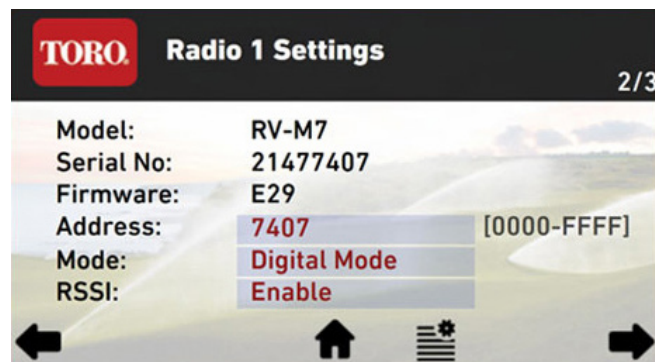 TORO.
Radio 1 Settings
2/3
Model: RV-M7
Serial No: 21477407
Firmware: E29
Address: 7407 [0000-FFFF]
Mode: Digital Mode
RSSI: Enable